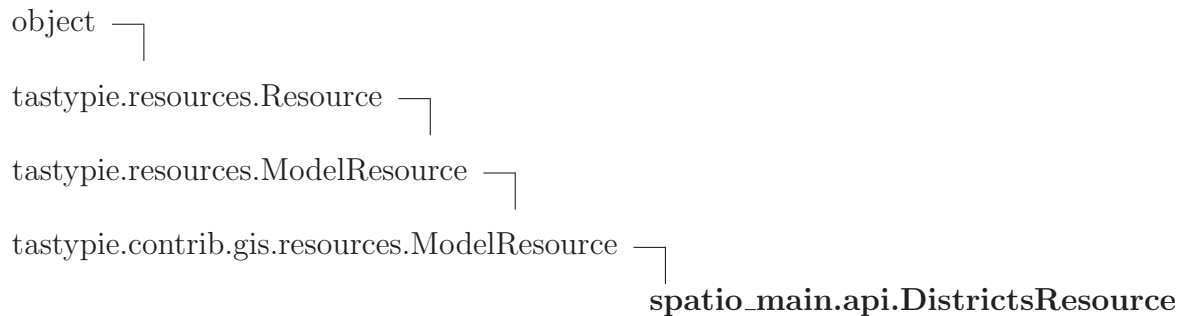 object
tastypie.resources.Resource
tastypie.resources.ModelResource
tastypie.contrib.gis.resources.ModelResource
spatio_main.api.DistrictsResource